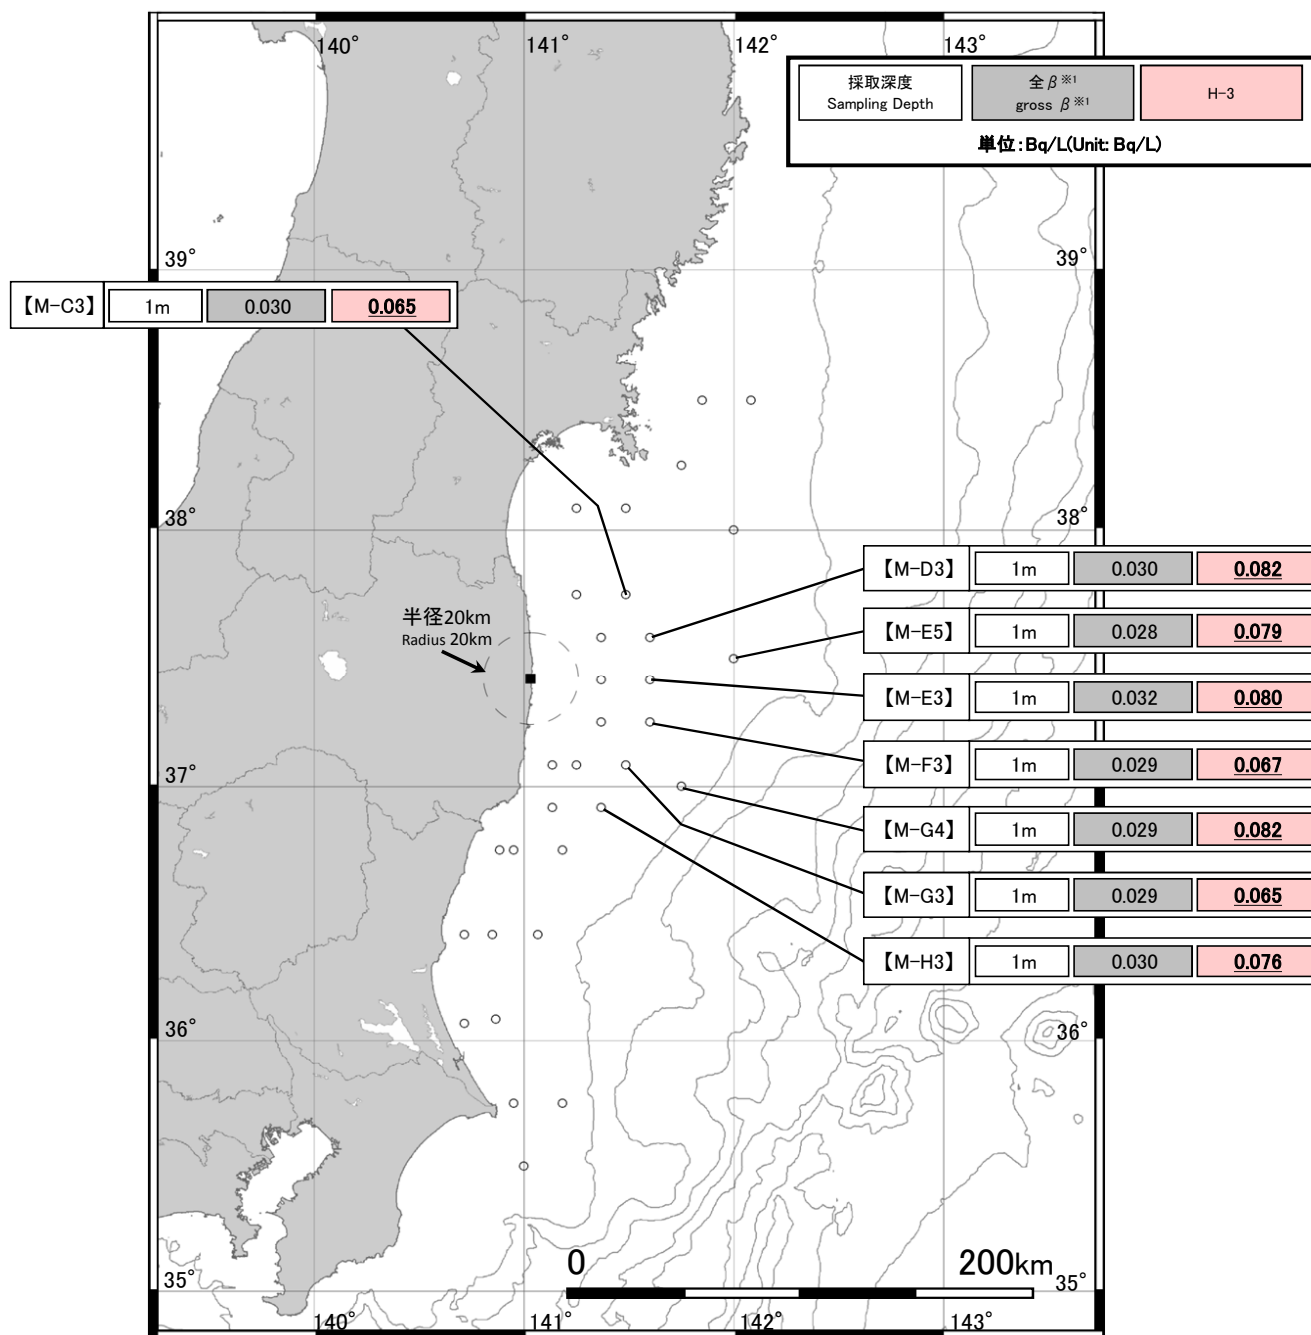 140° 141° 142° 143°
採取深度
Sampling Depth
全β※1
gross β※1
H-3
単位:Bq/L(Unit: Bq/L)
39° 39°
【M-C3】 1m 0.030 0.065
38° 38°
【M-D3】 1m 0.030 0.082
半径20km
Radius 20km
【M-E5】 1m 0.028 0.079
【M-E3】 1m 0.032 0.080
【M-F3】 1m 0.029 0.067
37° 37°
【M-G4】 1m 0.029 0.082
【M-G3】 1m 0.029 0.065
【M-H3】 1m 0.030 0.076
36° 36°
0 200km
35° 35°
140° 141° 142° 143°